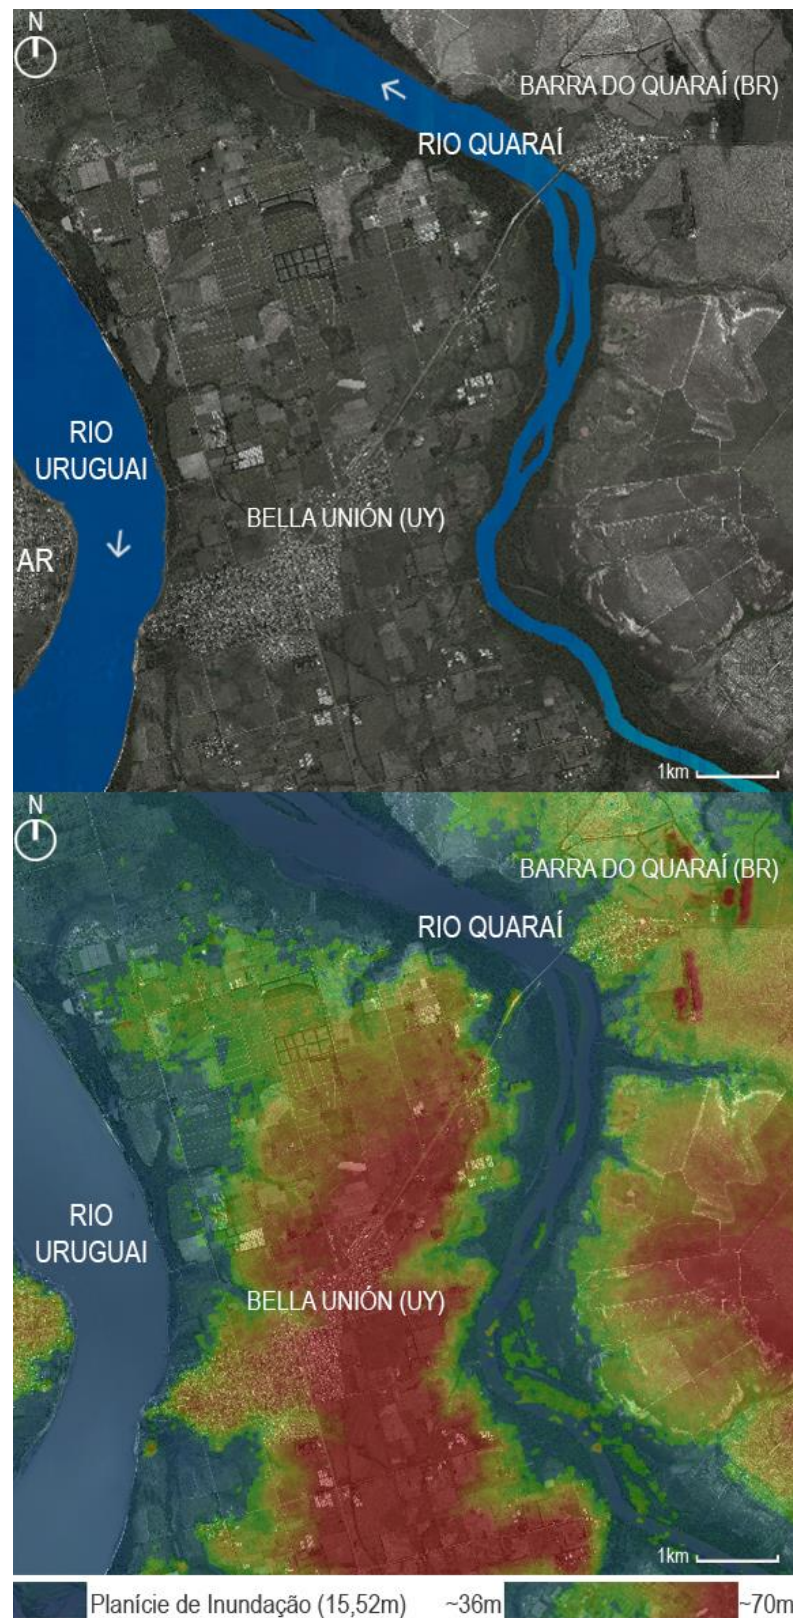 N
BARRA DO QUARAÍ (BR)
RIO QUARAÍ
RIO
URUGUAI
BELLA UNIÓN (UY)
AR
1km
N
BARRA DO QUARAÍ (BR)
RIO QUARAÍ
RIO
URUGUAI
BELLA UNIÓN (UY)
1km
Planície de Inundação (15,52m) ~36m ~70m